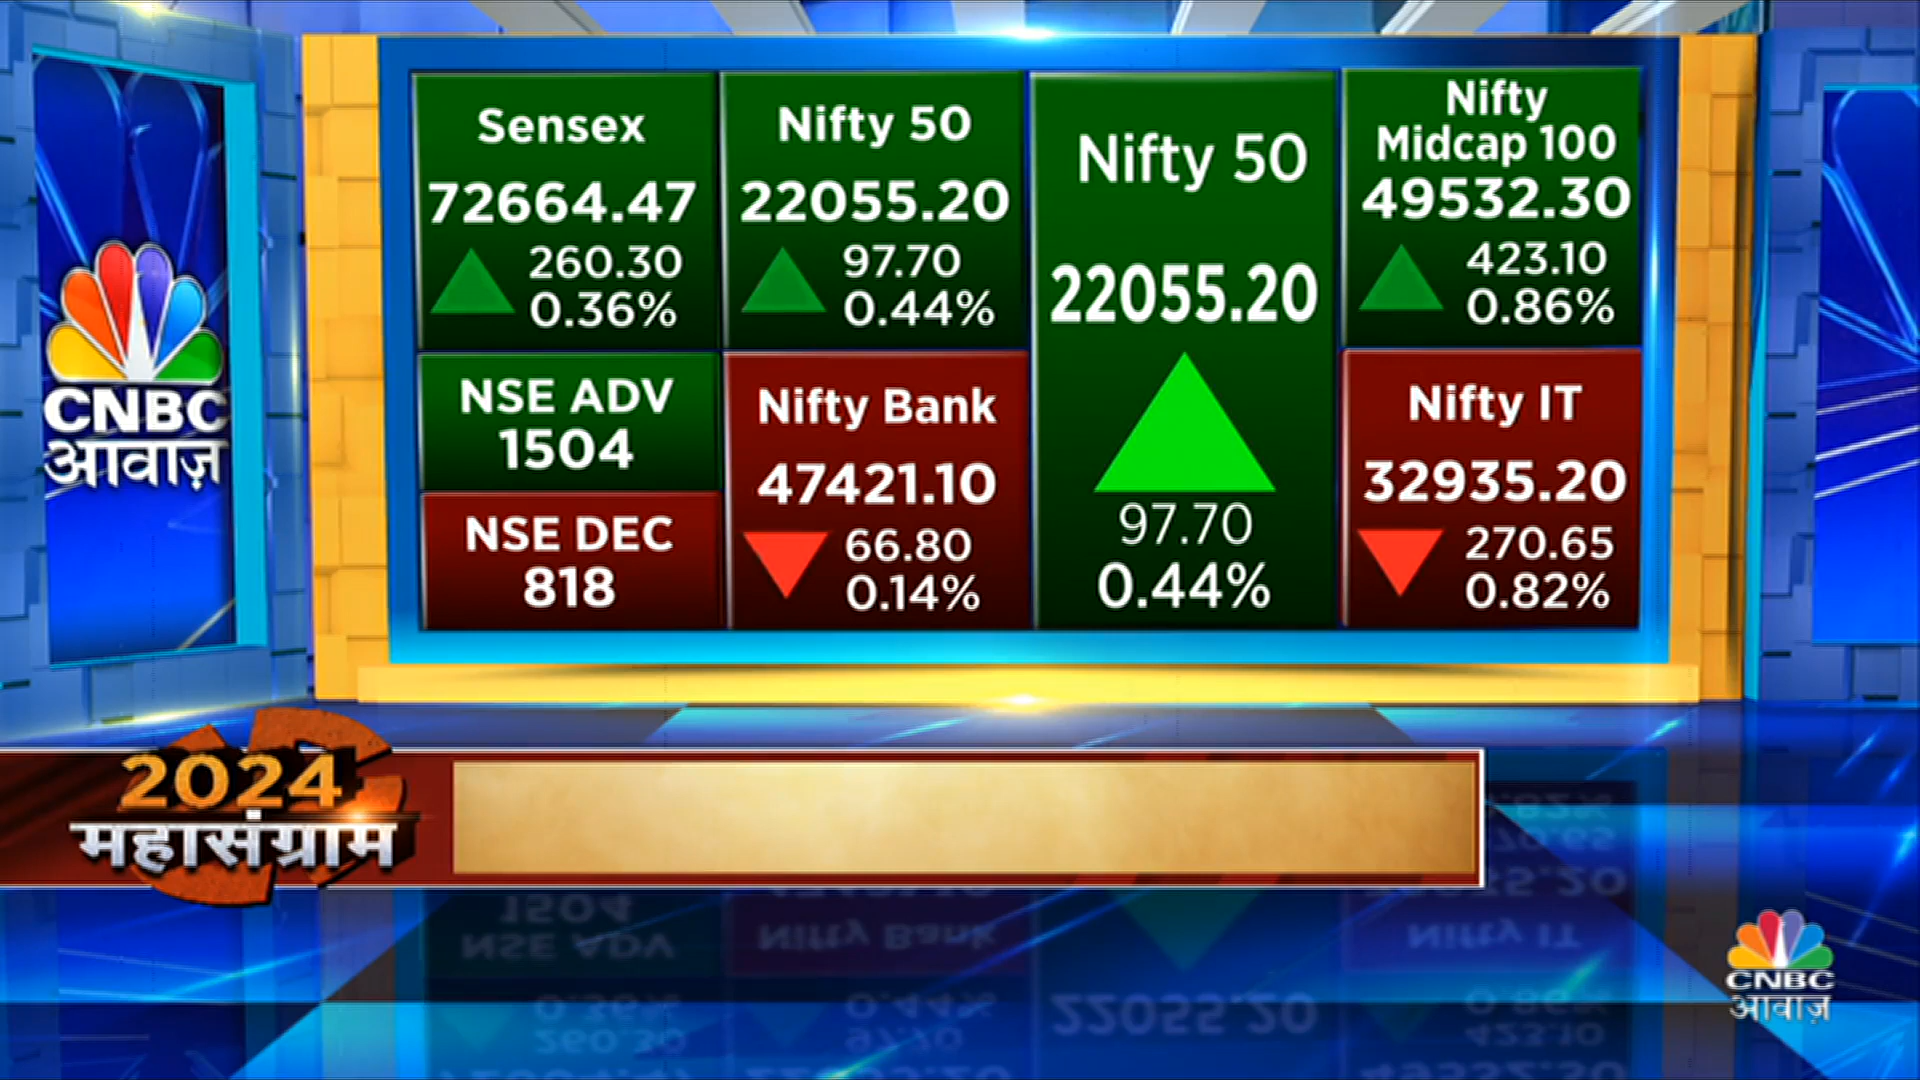 Sensex
72664.47
260.30
0.36%
NSE ADV
1504
NSE DEC
818
Nifty 50
22055.20
97.70
0.44%
Nifty Bank
47421.10
66.80
0.14%
Nifty 50
22055.20
97.70
0.44%
Nifty
Midcap 100
49532.30
423.10
0.86%
Nifty IT
32935.20
270.65
0.82%
CNBC
आवाज़
2024
महासंग्राम
CNBC
आवाज़